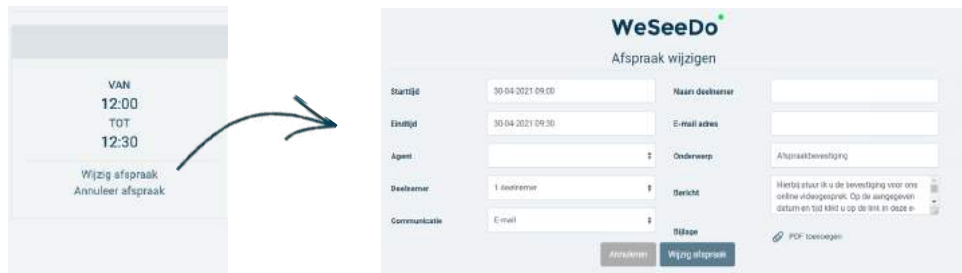 VAN
12:00
TOT
12:30
Wijzig afspraak
Annuleer afspraak
WeSeeDo
Afspraak wijzigen
Starttijd 30-04-2021 09:00
Naam deelnemer
Eindtijd 30-04-2021 09:30
E-mail adres
Agent
Onderwerp Afspraakbevestiging
Deelnemer 1 deelnemer
Bericht Hierbij stuur ik u de bevestiging voor ons
online videogesprek. Op de aangegeven
datum en tijd klikt u op de link in deze e-
Communicatie E-mail
Bijlage PDF toevoegen
Annuleren Wijzig afspraak